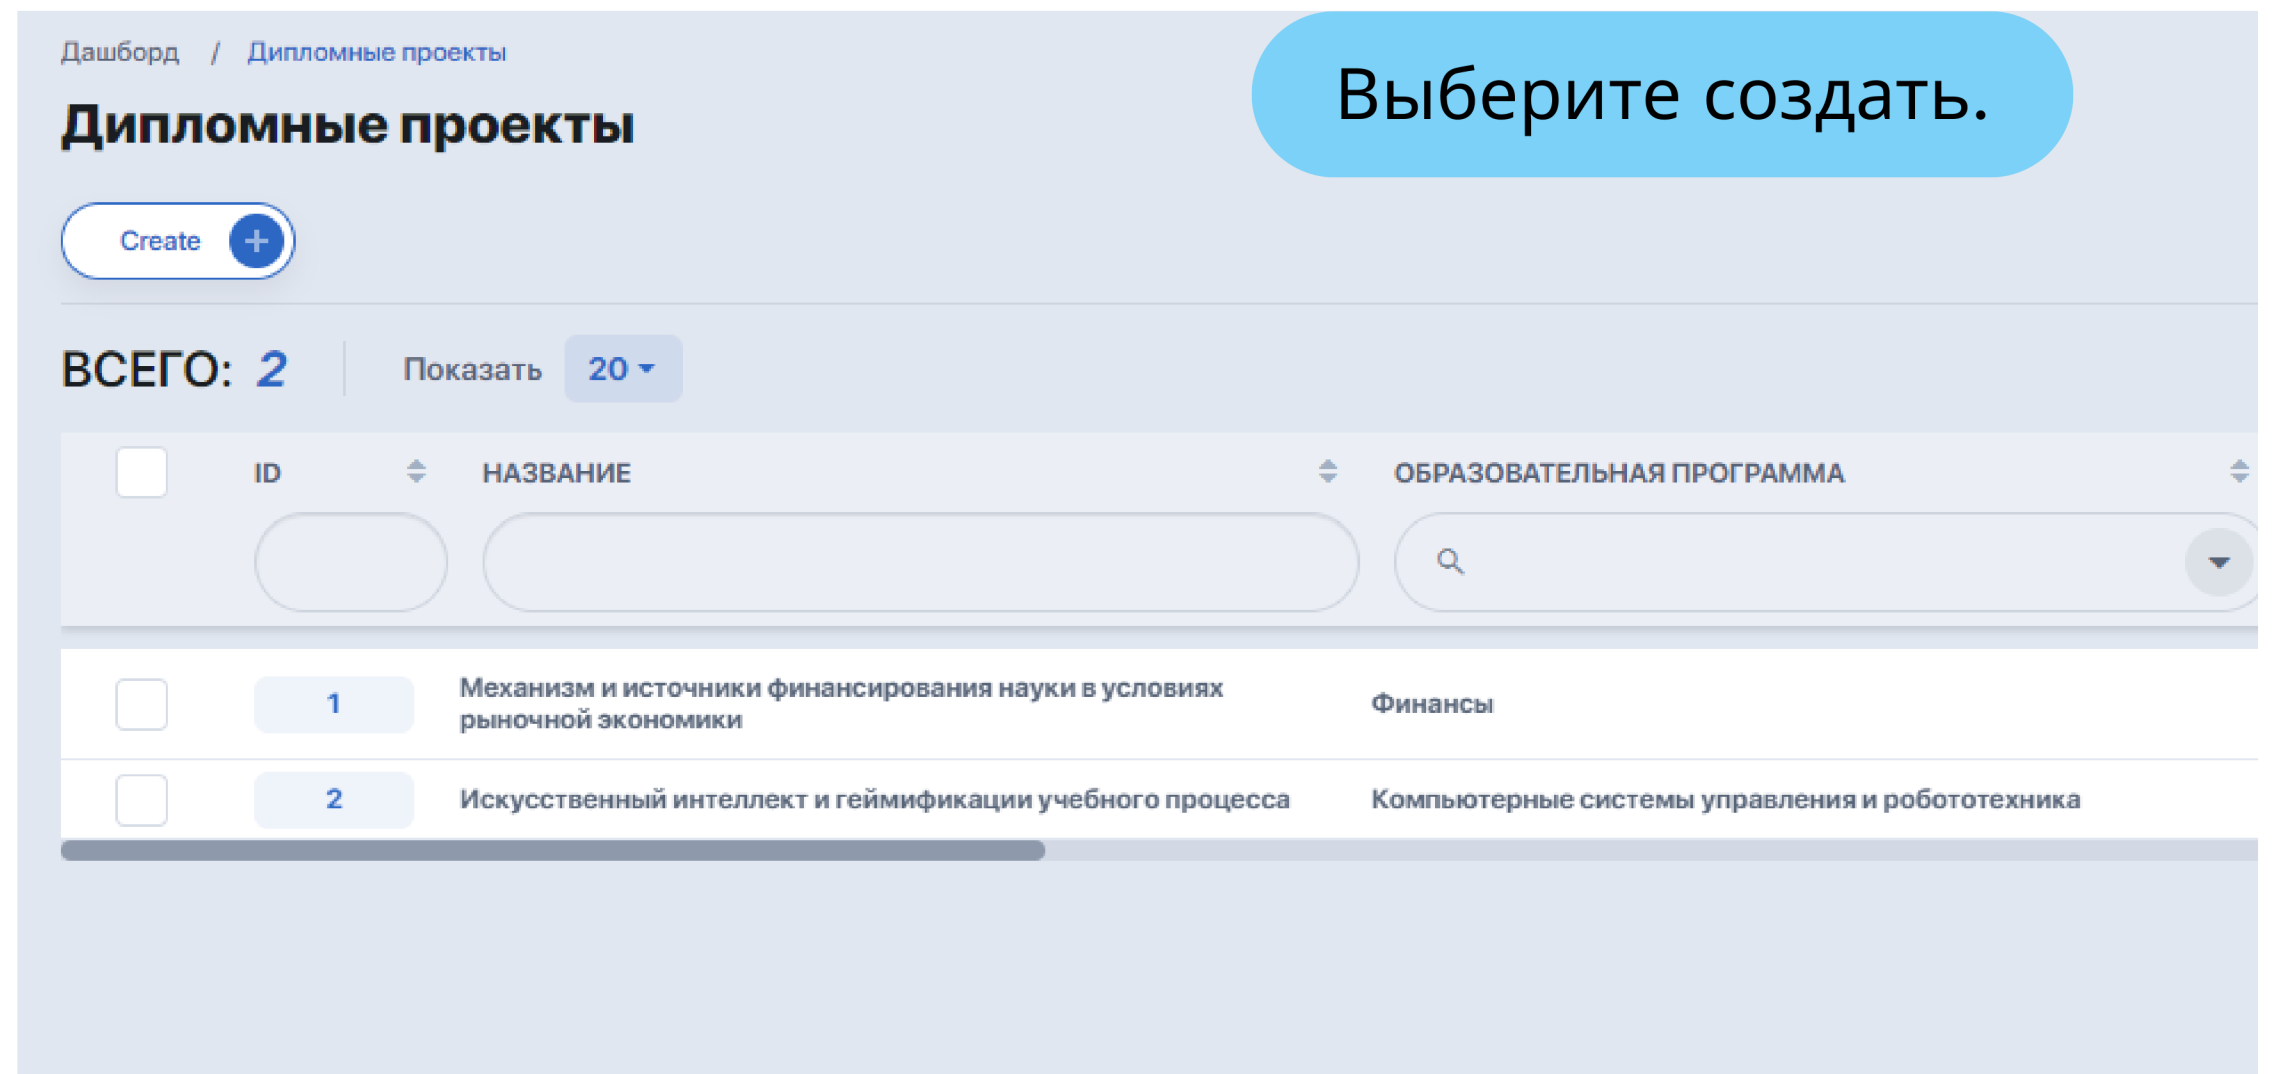 Дашборд / Дипломные проекты
Выберите создать.
Дипломные проекты
Create
ВСЕГО: 2 Показать 20
ID НАЗВАНИЕ ОБРАЗОВАТЕЛЬНАЯ ПРОГРАММА
1 Механизм и источники финансирования науки в условиях рыночной экономики Финансы
2 Искусственный интеллект и геймификации учебного процесса Компьютерные системы управления и робототехника